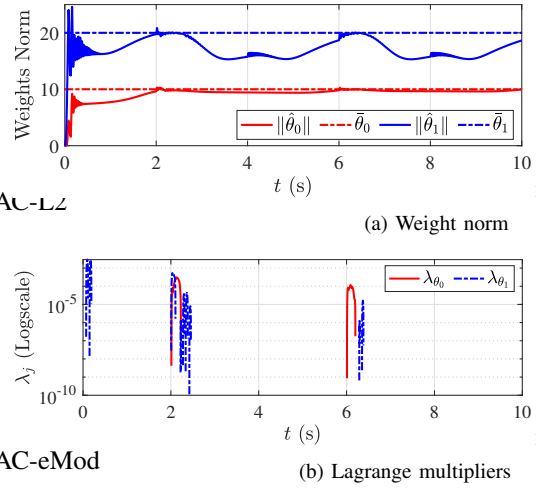 Weights Norm
20
10
0
0 2 4 6 8 10
‖θ̂₀‖ θ̄₀ ‖θ̂₁‖ θ̄₁
t (s)
AC-L2
(a) Weight norm
λⱼ (Logscale)
10⁻⁵
10⁻¹⁰
λθ₀ λθ₁
0 2 4 6 8 10
t (s)
AC-eMod
(b) Lagrange multipliers